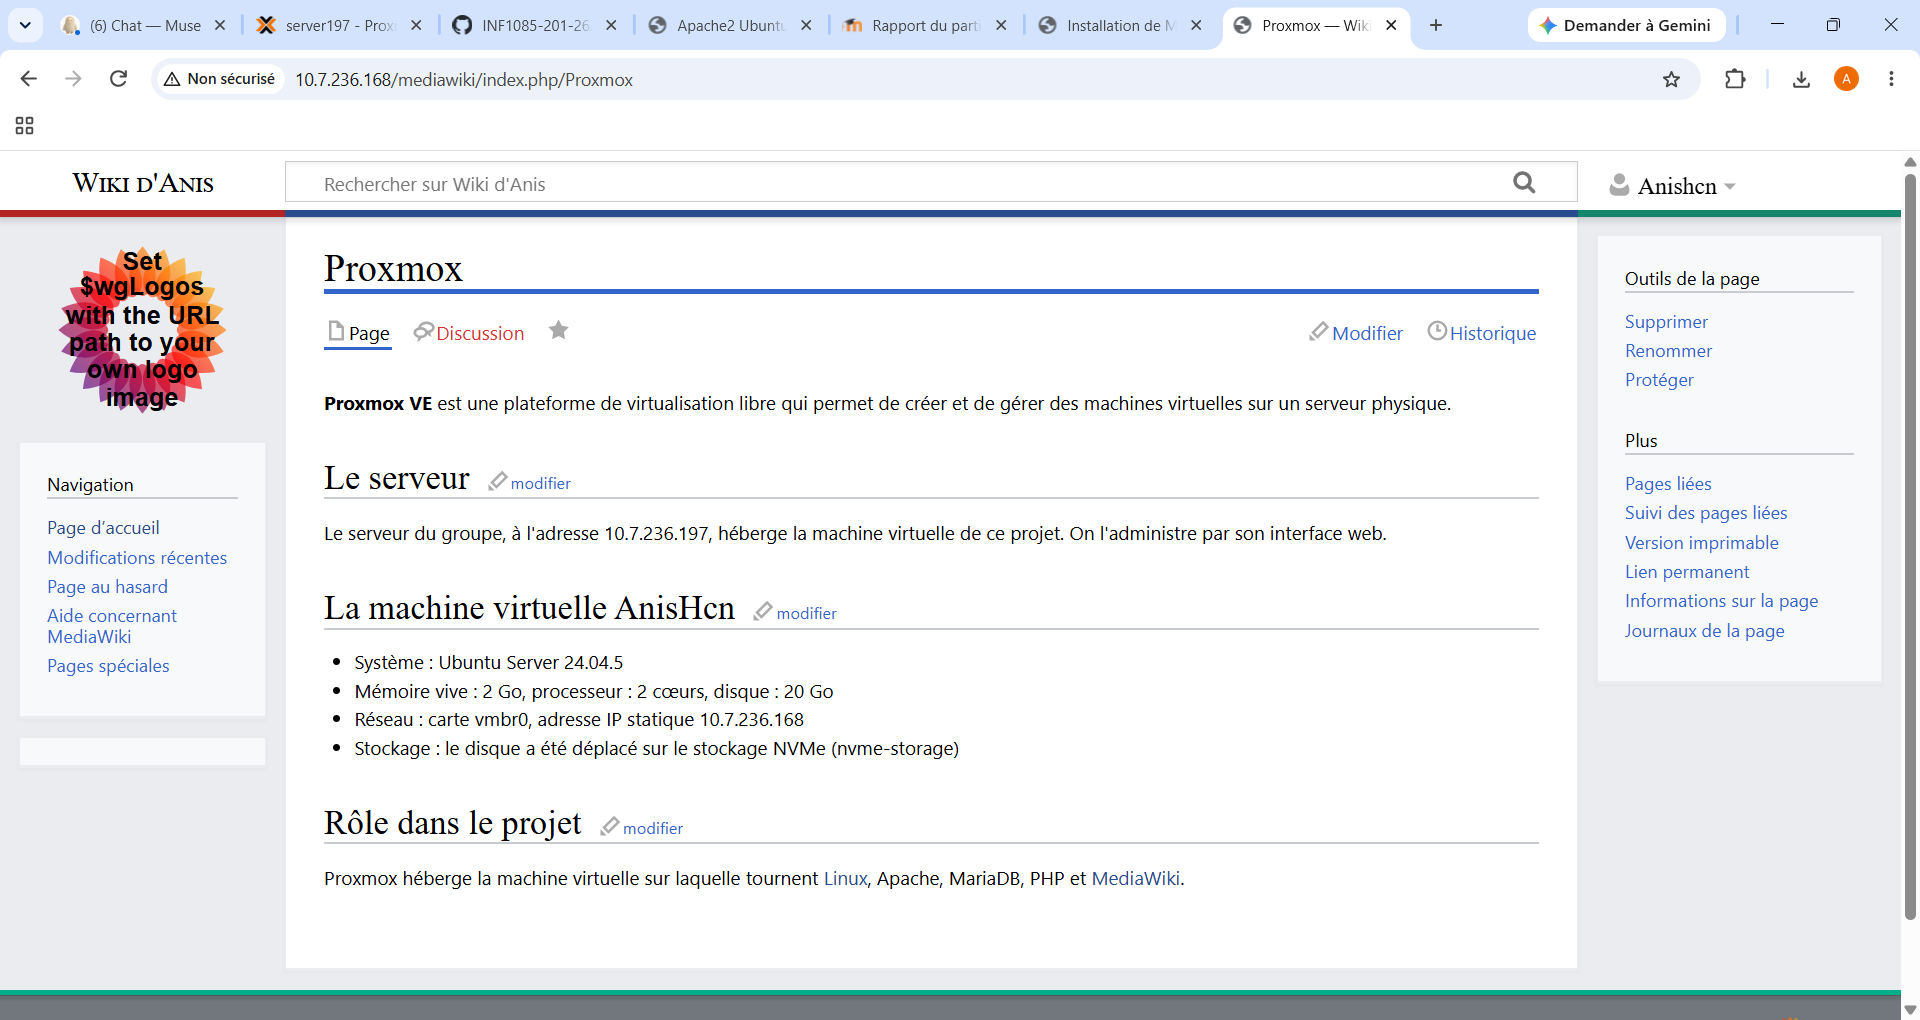 (6) Chat — Muse
server197 - Prox
INF1085-201-26
Apache2 Ubuntu
Rapport du parti
Installation de M
Proxmox — Wiki
Demander à Gemini
Non sécurisé
10.7.236.168/mediawiki/index.php/Proxmox
A
Wiki d'Anis
Rechercher sur Wiki d'Anis
Anishcn
Set
$wgLogos
with the URL
path to your
own logo
image
Navigation
Page d’accueil
Modifications récentes
Page au hasard
Aide concernant
MediaWiki
Pages spéciales
Proxmox
Page
Discussion
Modifier
Historique
Proxmox VE est une plateforme de virtualisation libre qui permet de créer et de gérer des machines virtuelles sur un serveur physique.
Le serveur modifier
Le serveur du groupe, à l'adresse 10.7.236.197, héberge la machine virtuelle de ce projet. On l'administre par son interface web.
La machine virtuelle AnisHcn modifier
• Système : Ubuntu Server 24.04.5
• Mémoire vive : 2 Go, processeur : 2 cœurs, disque : 20 Go
• Réseau : carte vmbr0, adresse IP statique 10.7.236.168
• Stockage : le disque a été déplacé sur le stockage NVMe (nvme-storage)
Rôle dans le projet modifier
Proxmox héberge la machine virtuelle sur laquelle tournent Linux, Apache, MariaDB, PHP et MediaWiki.
Outils de la page
Supprimer
Renommer
Protéger
Plus
Pages liées
Suivi des pages liées
Version imprimable
Lien permanent
Informations sur la page
Journaux de la page